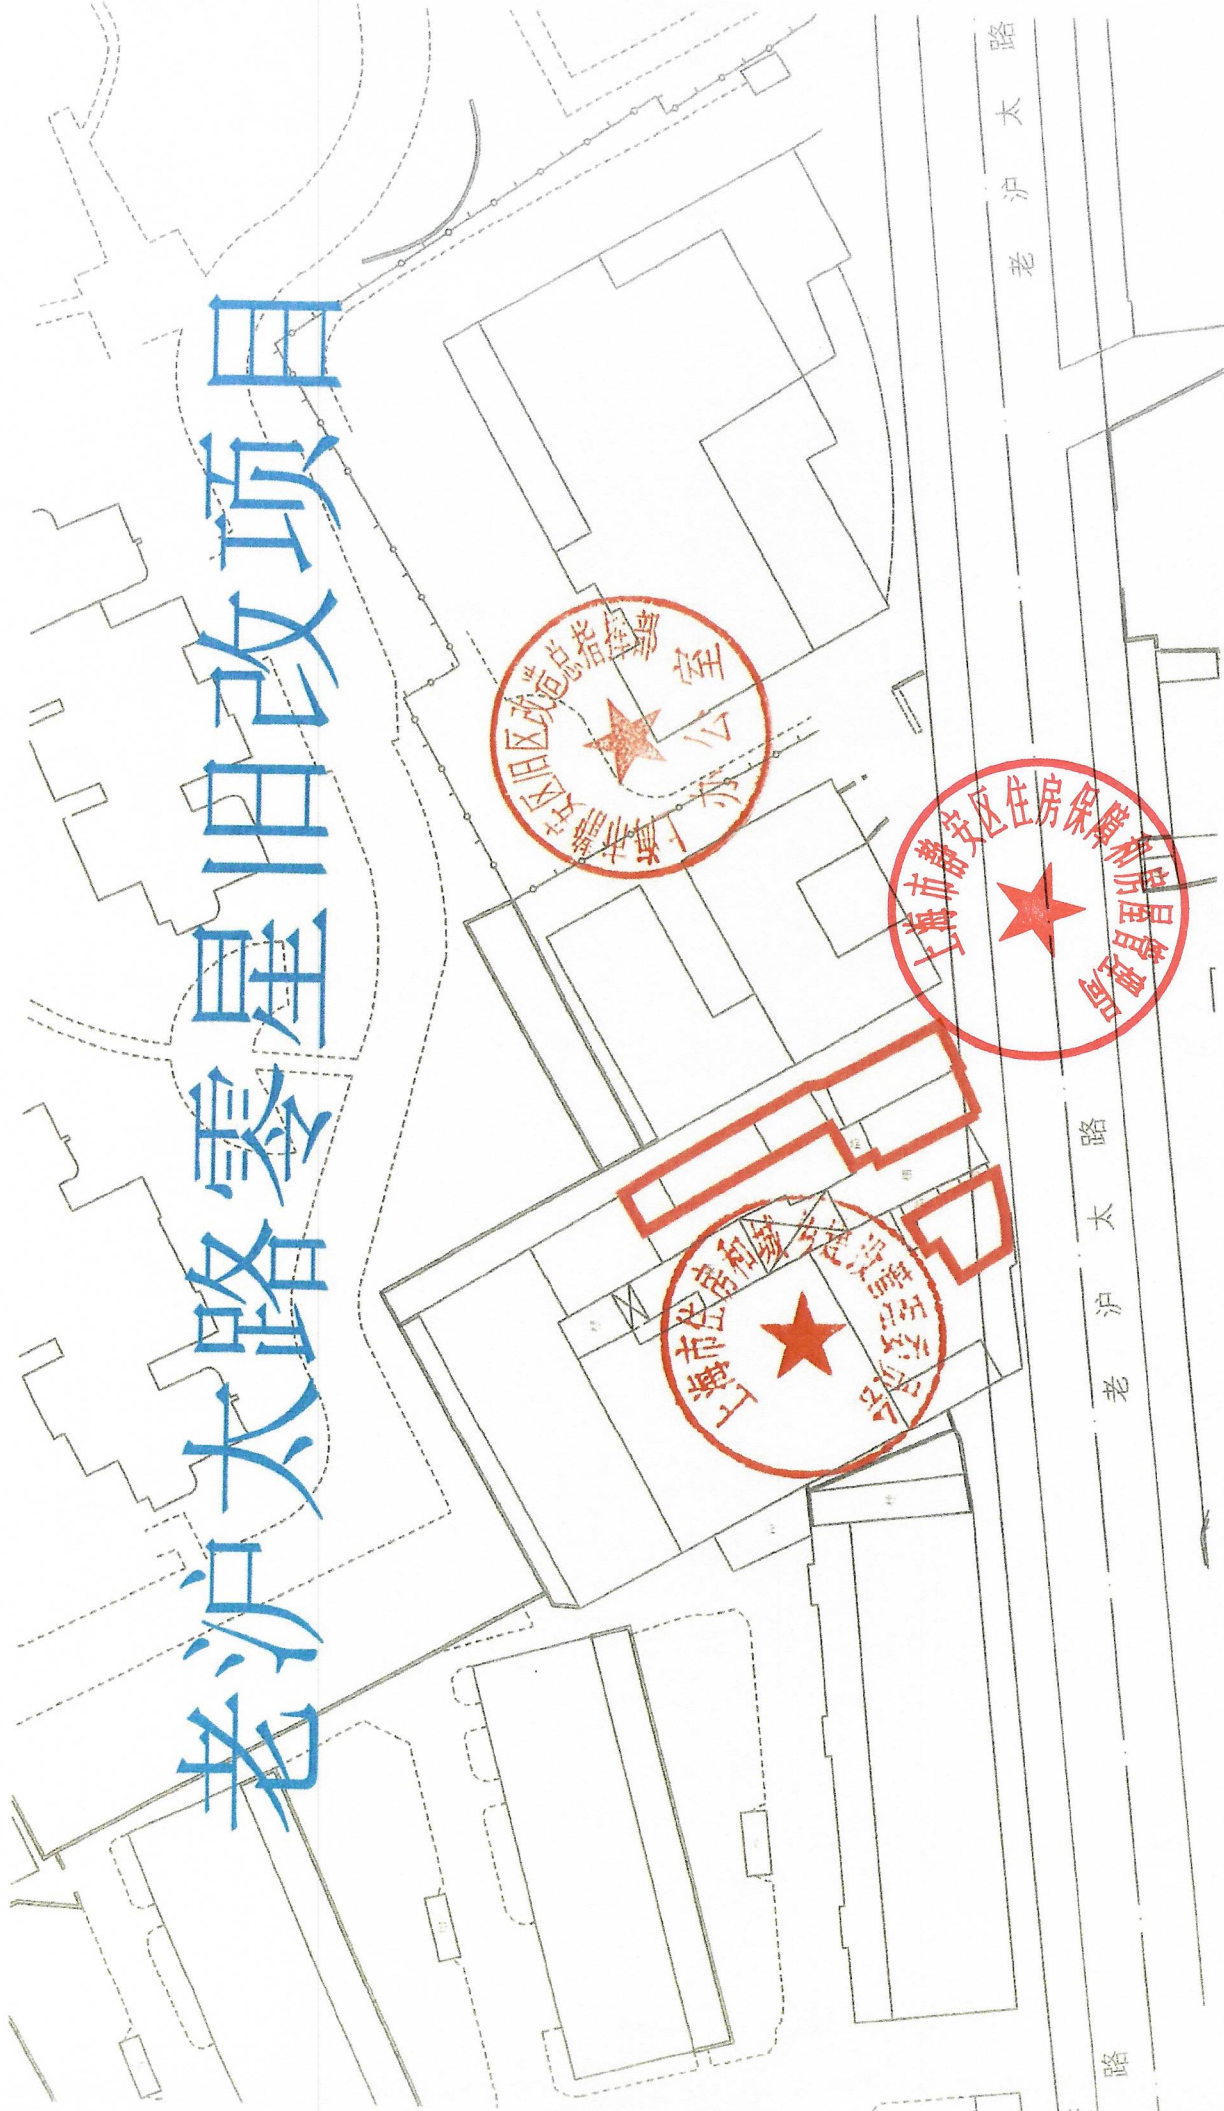 老沪太路零星旧改项目
上海市静安区旧区改造总指挥部
办公室
上海市静安区住房保障和房屋管理局
上海市住房和城乡建设管理委员会
老沪太路
老沪太路
路